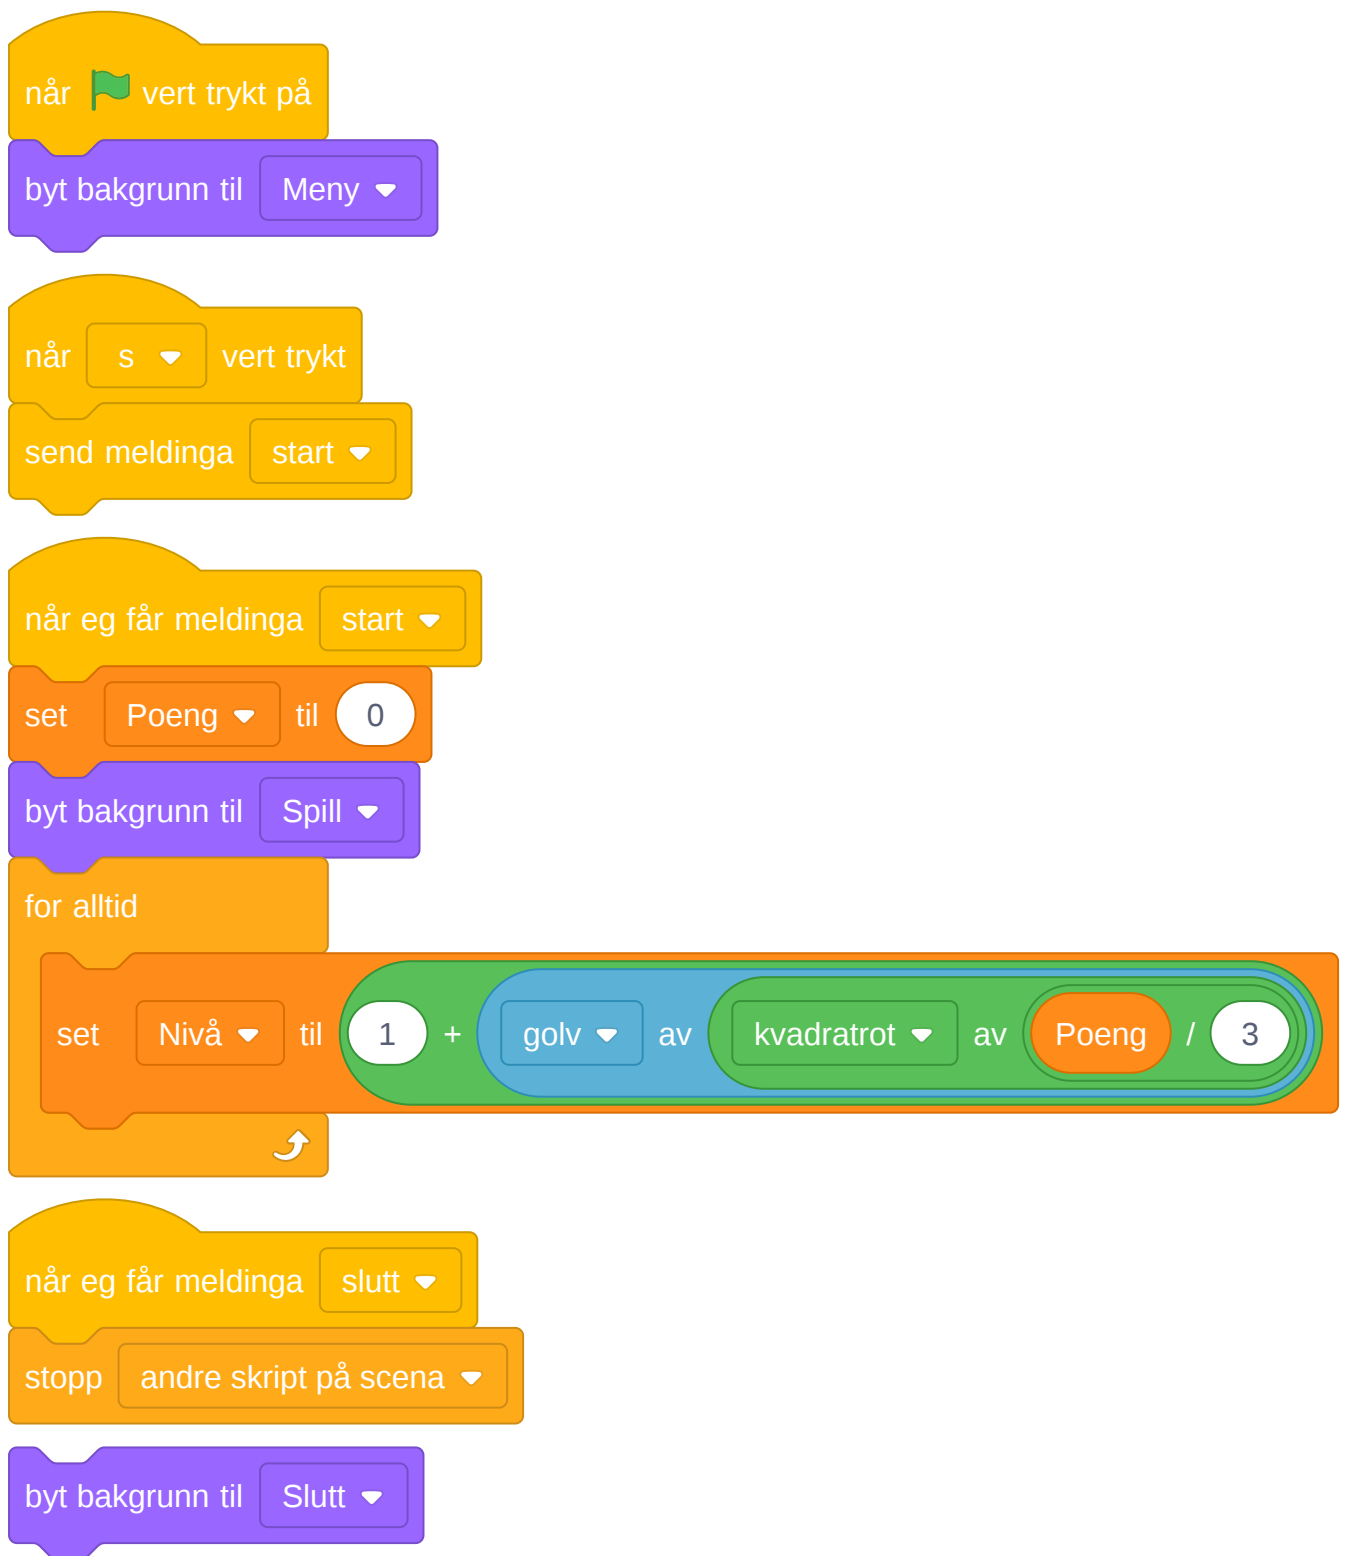 når vert trykt på
byt bakgrunn til Meny
når s vert trykt
send meldinga start
når eg får meldinga start
set Poeng til 0
byt bakgrunn til Spill
for alltid
set Nivå til 1 + golv av kvadratrot av Poeng / 3
når eg får meldinga slutt
stopp andre skript på scena
byt bakgrunn til Slutt